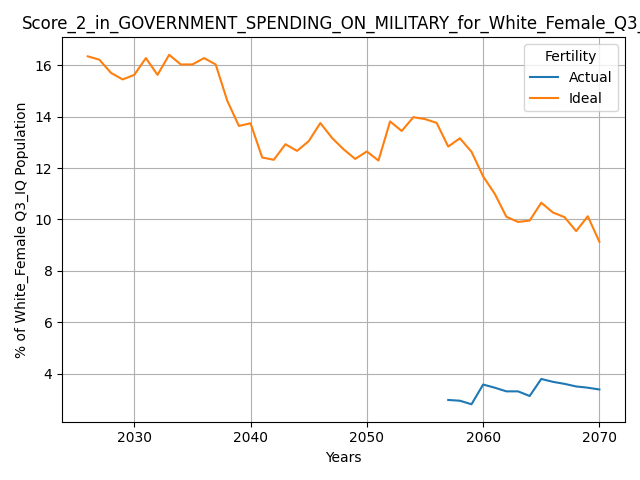 Score_2_in_GOVERNMENT_SPENDING_ON_MILITARY_for_White_Female_Q3_
Fertility
Actual
Ideal
% of White_Female Q3_IQ Population
16
14
12
10
8
6
4
2030 2040 2050 2060 2070
Years